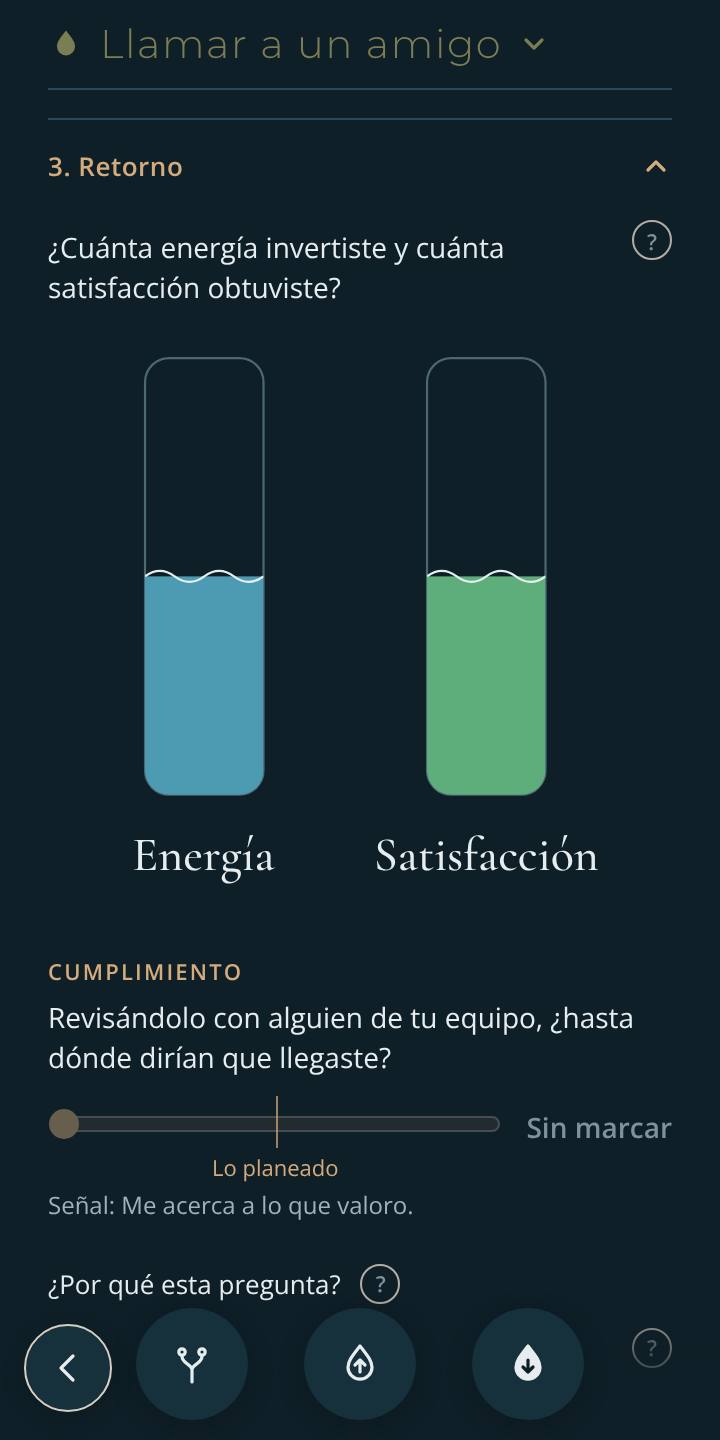 Llamar a un amigo
3. Retorno
¿Cuánta energía invertiste y cuánta
?
satisfacción obtuviste?
Energía
Satisfacción
CUMPLIMIENTO
Revisándolo con alguien de tu equipo, ¿hasta
dónde dirían que llegaste?
Sin marcar
Lo planeado
Señal: Me acerca a lo que valoro.
¿Por qué esta pregunta? ?
?